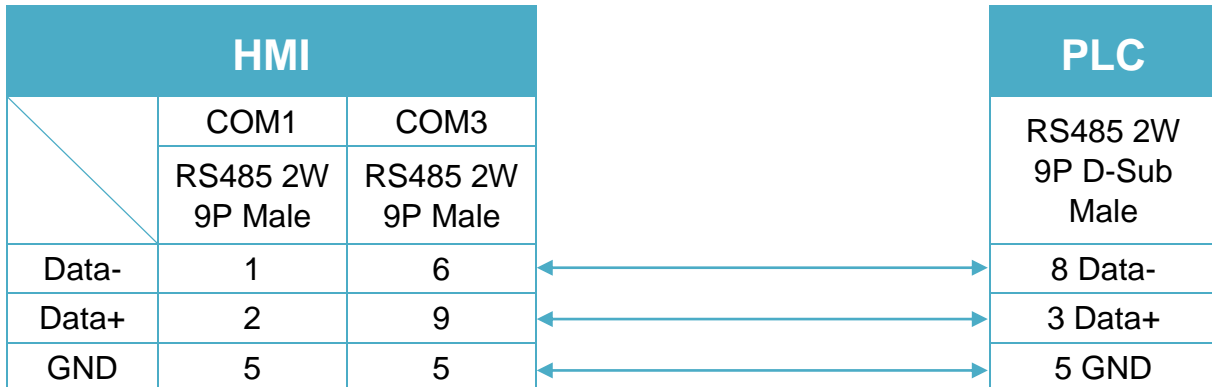 HMI
PLC
COM1
COM3
RS485 2W
9P Male
RS485 2W
9P Male
RS485 2W
9P D-Sub
Male
Data-
1
6
8 Data-
Data+
2
9
3 Data+
GND
5
5
5 GND